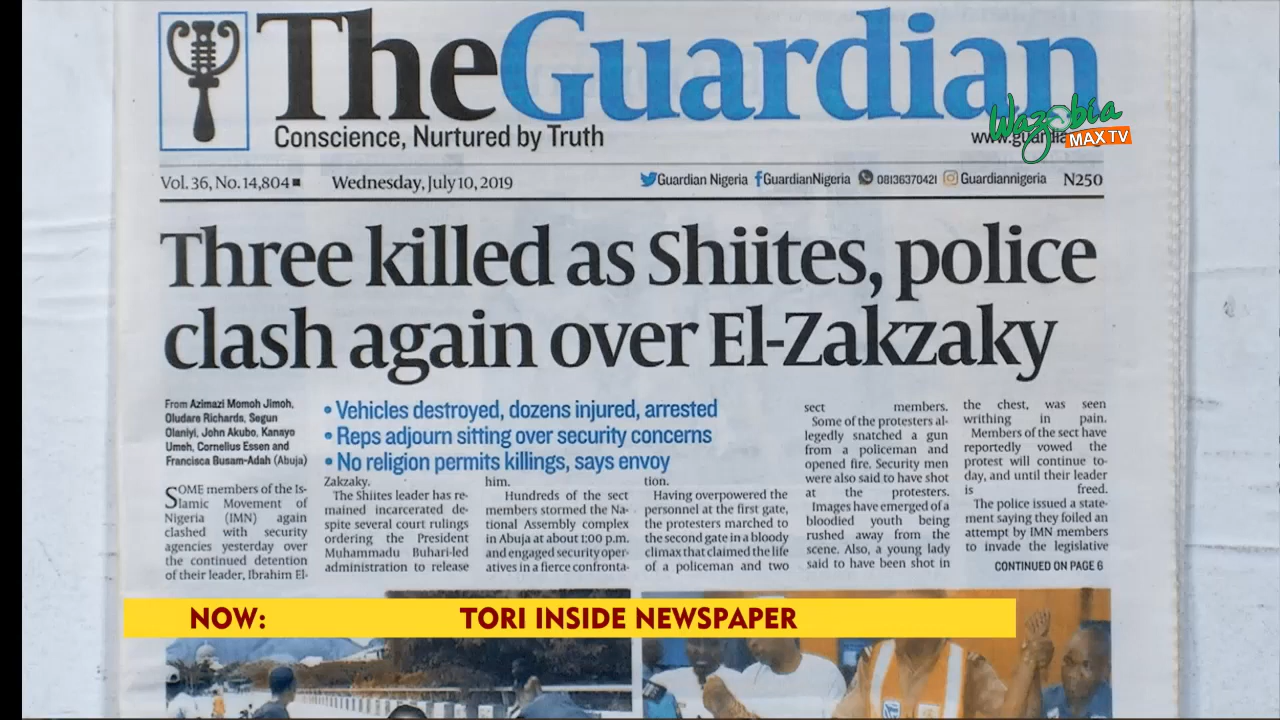 TheGuardian
Conscience, Nurtured by Truth
Wazobia
MAX TV
Vol. 36, No. 14,804 ■ Wednesday, July 10, 2019 Guardian Nigeria GuardianNigeria 08136370421 Guardiannigeria N250
Three killed as Shiites, police
clash again over El-Zakzaky
From Azimazi Momoh Jimoh,
Oludare Richards, Segun
Olaniyi, John Akubo, Kanayo
Umeh, Cornelius Essen and
Francisca Busam-Adah (Abuja)
• Vehicles destroyed, dozens injured, arrested
• Reps adjourn sitting over security concerns
• No religion permits killings, says envoy
SOME members of the Is-
lamic Movement of
Nigeria (IMN) again
clashed with security
agencies yesterday over
the continued detention
of their leader, Ibrahim El-
Zakzaky.
The Shiites leader has re-
mained incarcerated de-
spite several court rulings
ordering the President
Muhammadu Buhari-led
administration to release
him.
Hundreds of the sect
members stormed the Na-
tional Assembly complex
in Abuja at about 1:00 p.m.
and engaged security oper-
atives in a fierce confronta-
tion.
Having overpowered the
personnel at the first gate,
the protesters marched to
the second gate in a bloody
climax that claimed the life
of a policeman and two
sect members.
Some of the protesters al-
legedly snatched a gun
from a policeman and
opened fire. Security men
were also said to have shot
at the protesters.
Images have emerged of a
bloodied youth being
rushed away from the
scene. Also, a young lady
said to have been shot in
the chest, was seen
writhing in pain.
Members of the sect have
reportedly vowed the
protest will continue to-
day, and until their leader
is freed.
The police issued a state-
ment saying they foiled an
attempt by IMN members
to invade the legislative
CONTINUED ON PAGE 6
NOW: TORI INSIDE NEWSPAPER